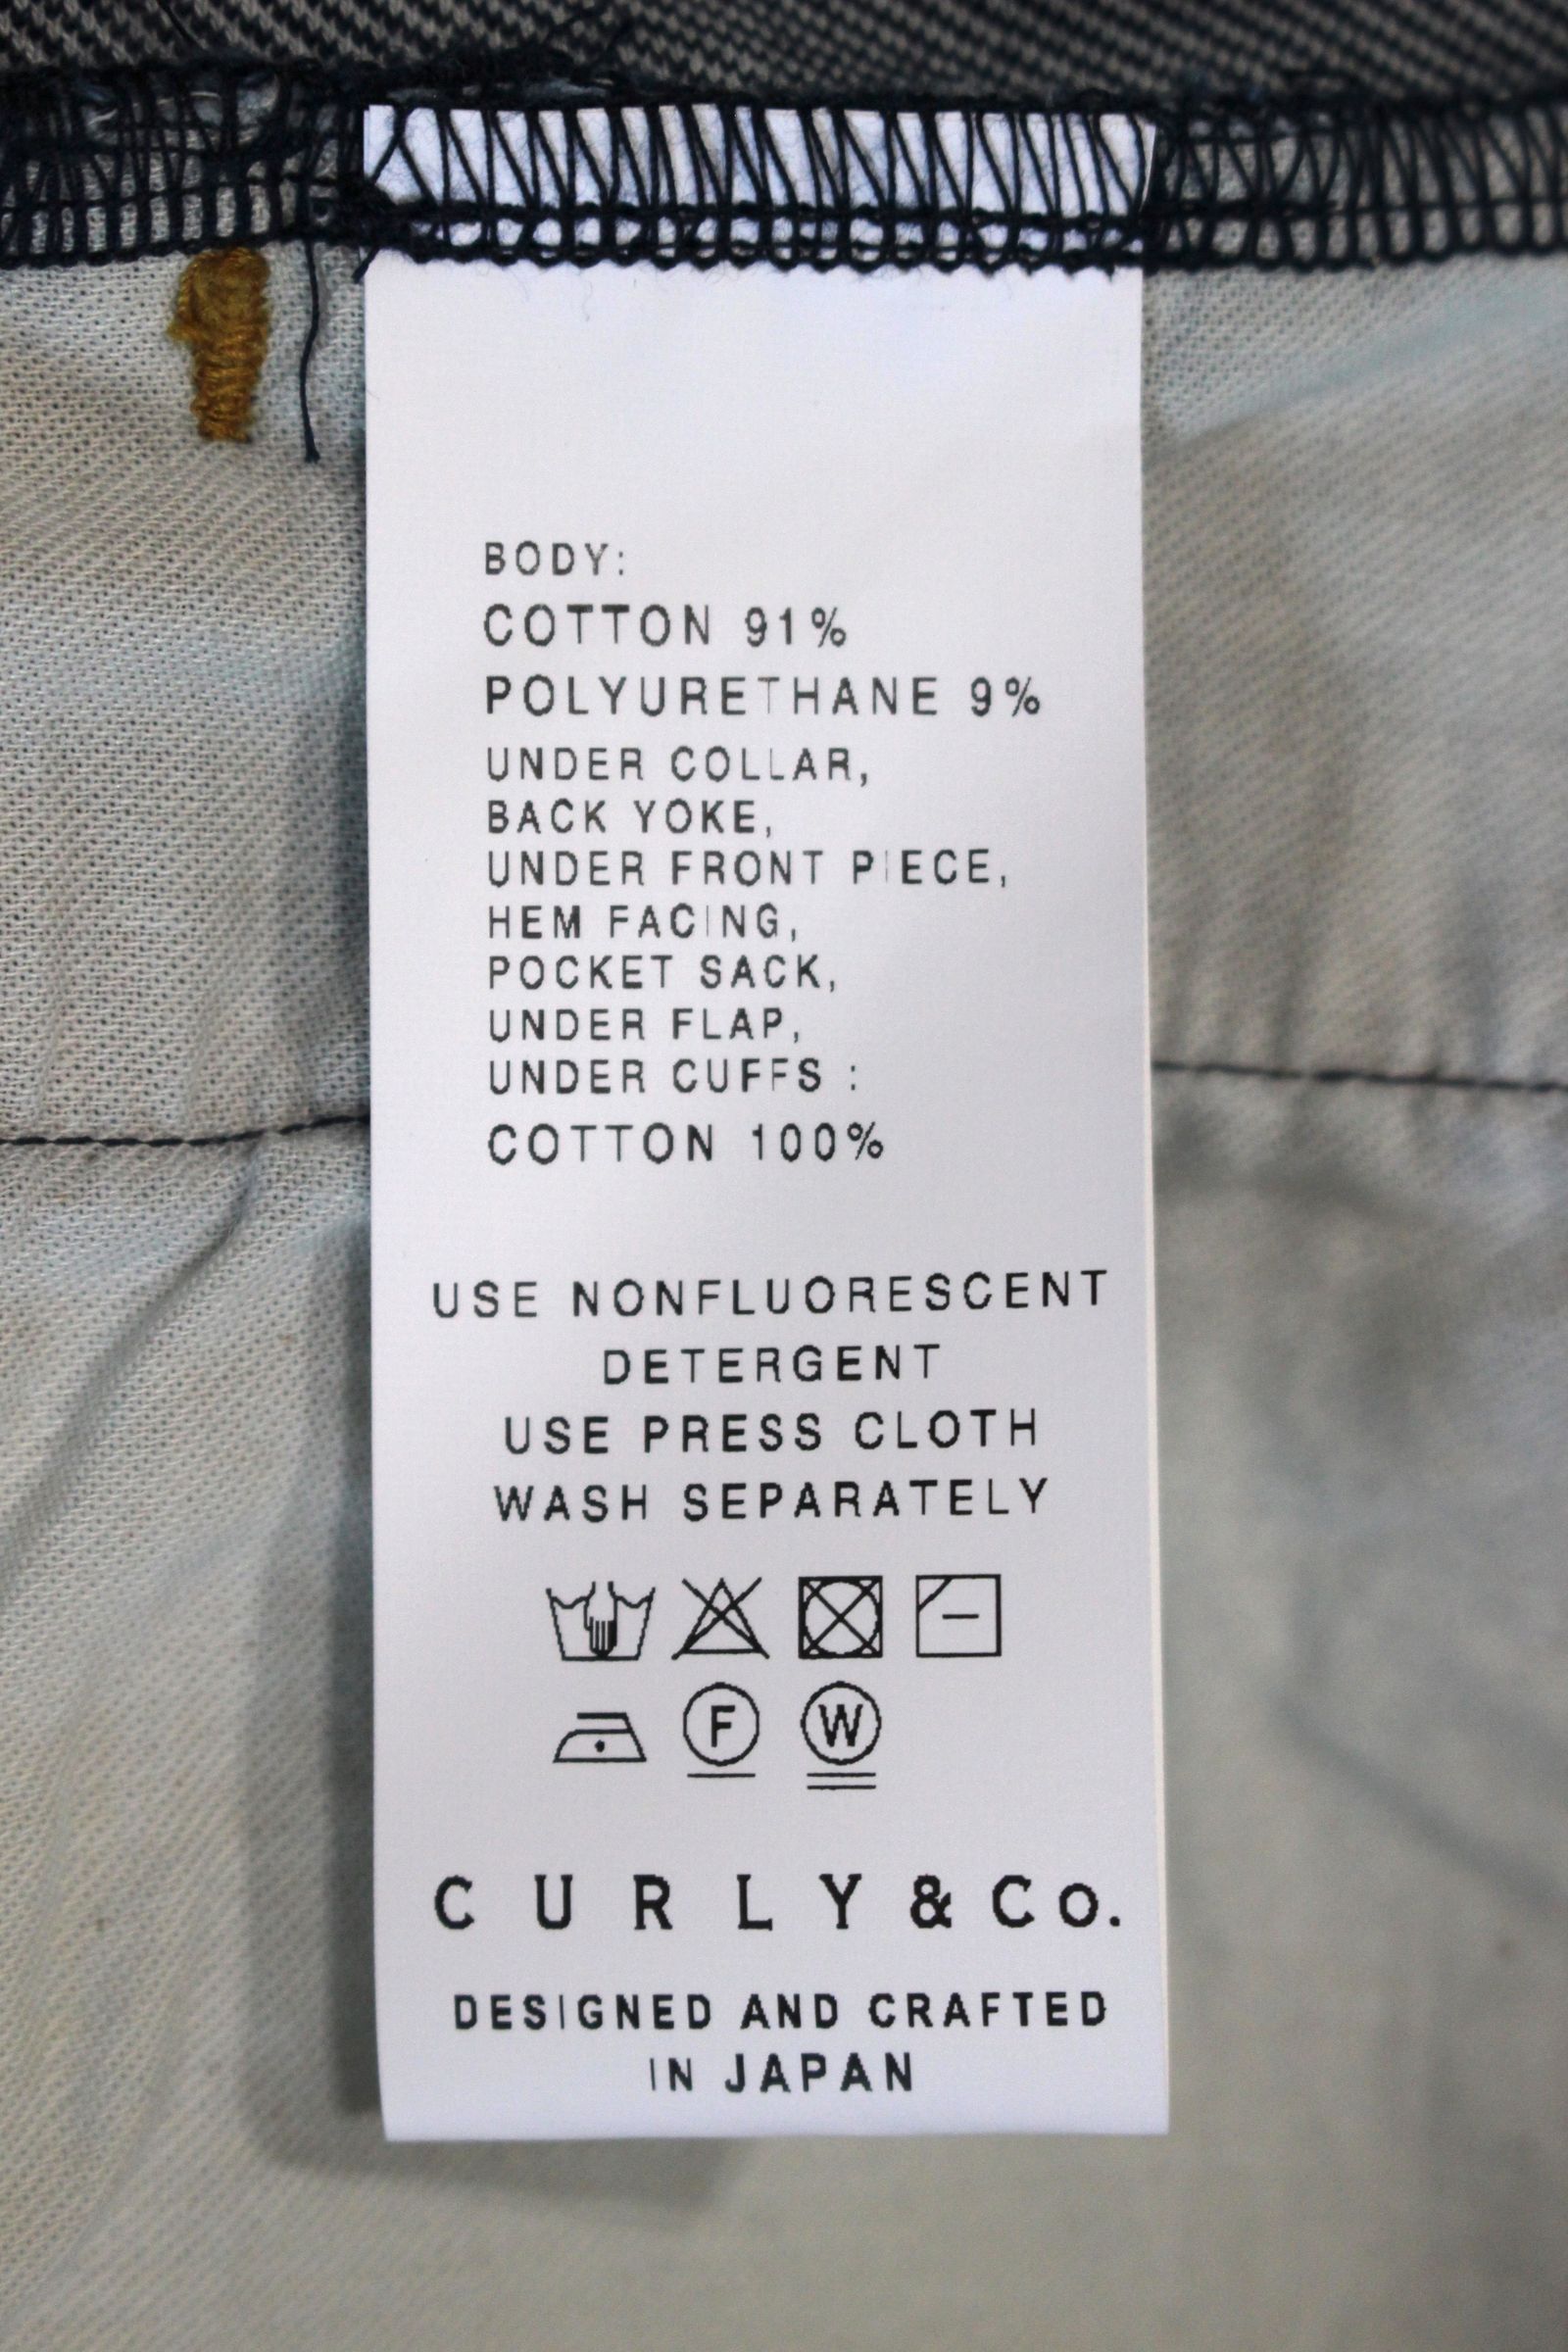 BODY:
COTTON 91%
POLYURETHANE 9%
UNDER COLLAR,
BACK YOKE,
UNDER FRONT PIECE,
HEM FACING,
POCKET SACK,
UNDER FLAP,
UNDER CUFFS :
COTTON 100%
USE NONFLUORESCENT
DETERGENT
USE PRESS CLOTH
WASH SEPARATELY
F W
CURLY & Co.
DESIGNED AND CRAFTED
IN JAPAN